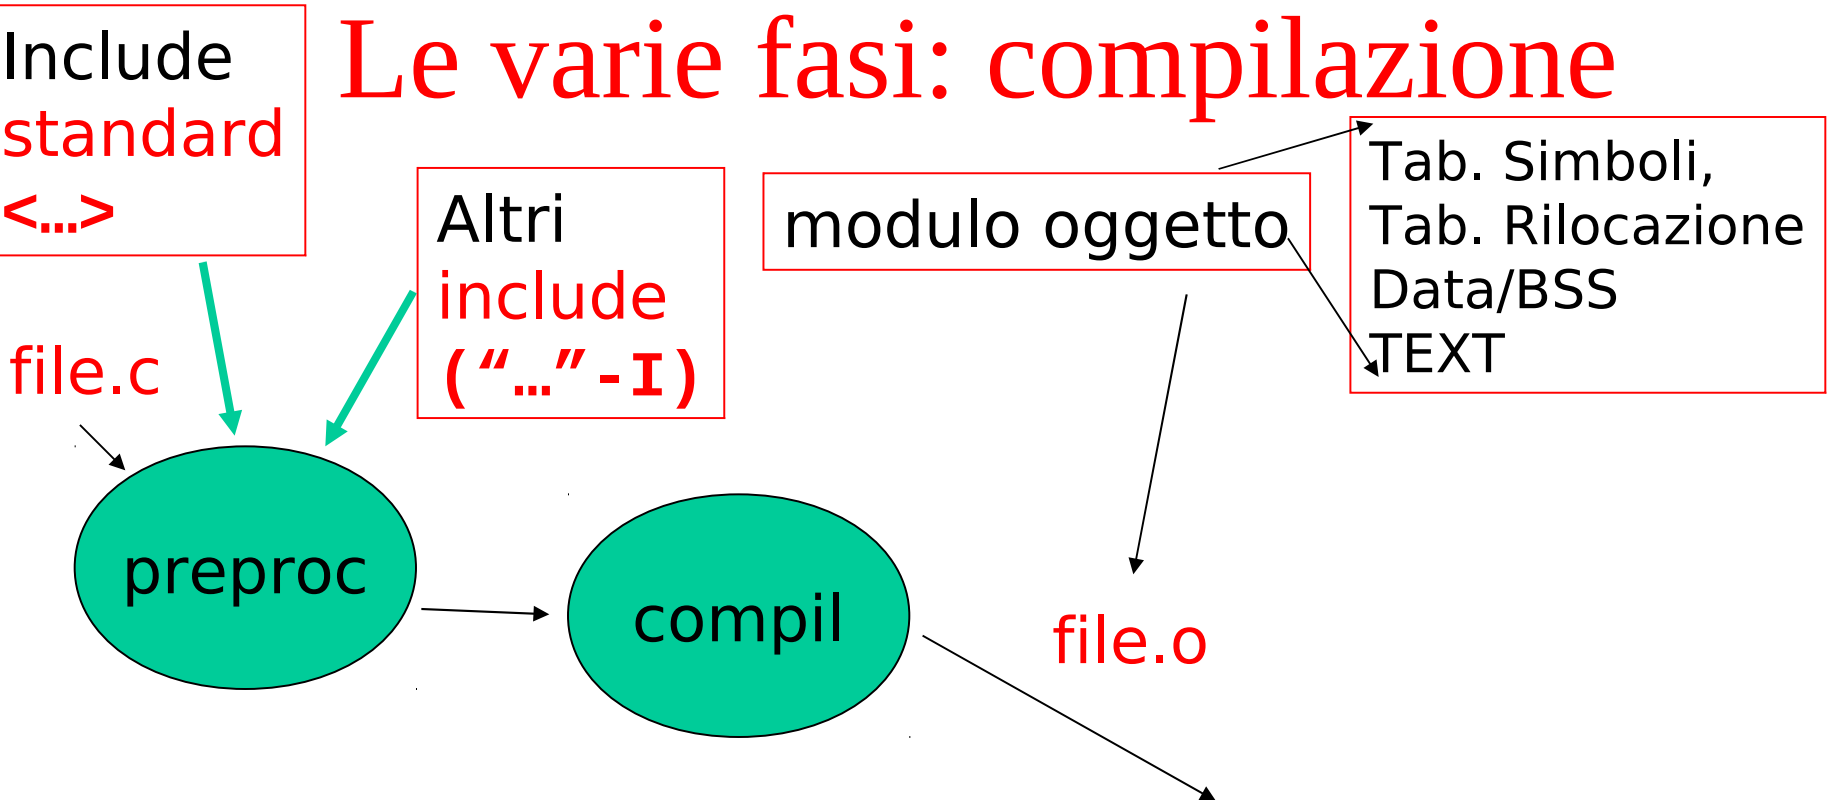 Le varie fasi: compilazione
Include
standard
<…>
Altri
include
(“…”-I)
modulo oggetto
Tab. Simboli,
Tab. Rilocazione
Data/BSS
TEXT
file.c
preproc
compil
file.o